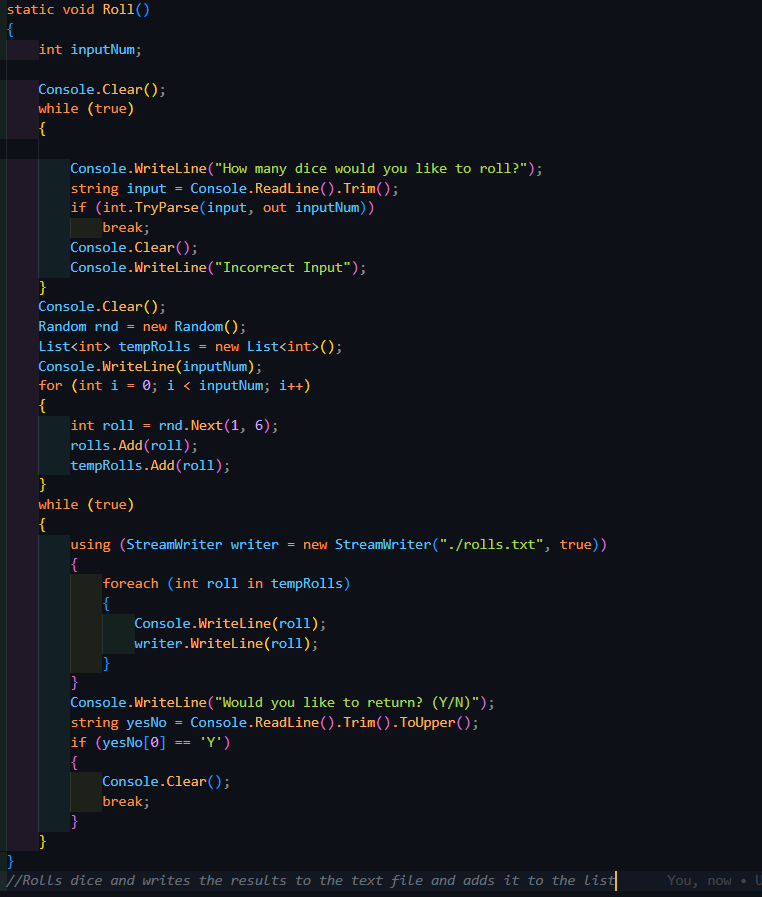 static void Roll()
{
    int inputNum;

    Console.Clear();
    while (true)
    {

        Console.WriteLine("How many dice would you like to roll?");
        string input = Console.ReadLine().Trim();
        if (int.TryParse(input, out inputNum))
            break;
        Console.Clear();
        Console.WriteLine("Incorrect Input");
    }
    Console.Clear();
    Random rnd = new Random();
    List<int> tempRolls = new List<int>();
    Console.WriteLine(inputNum);
    for (int i = 0; i < inputNum; i++)
    {
        int roll = rnd.Next(1, 6);
        rolls.Add(roll);
        tempRolls.Add(roll);
    }
    while (true)
    {
        using (StreamWriter writer = new StreamWriter("./rolls.txt", true))
        {
            foreach (int roll in tempRolls)
            {
                Console.WriteLine(roll);
                writer.WriteLine(roll);
            }
        }
        Console.WriteLine("Would you like to return? (Y/N)");
        string yesNo = Console.ReadLine().Trim().ToUpper();
        if (yesNo[0] == 'Y')
        {
            Console.Clear();
            break;
        }
    }
}
//Rolls dice and writes the results to the text file and adds it to the list You, now •